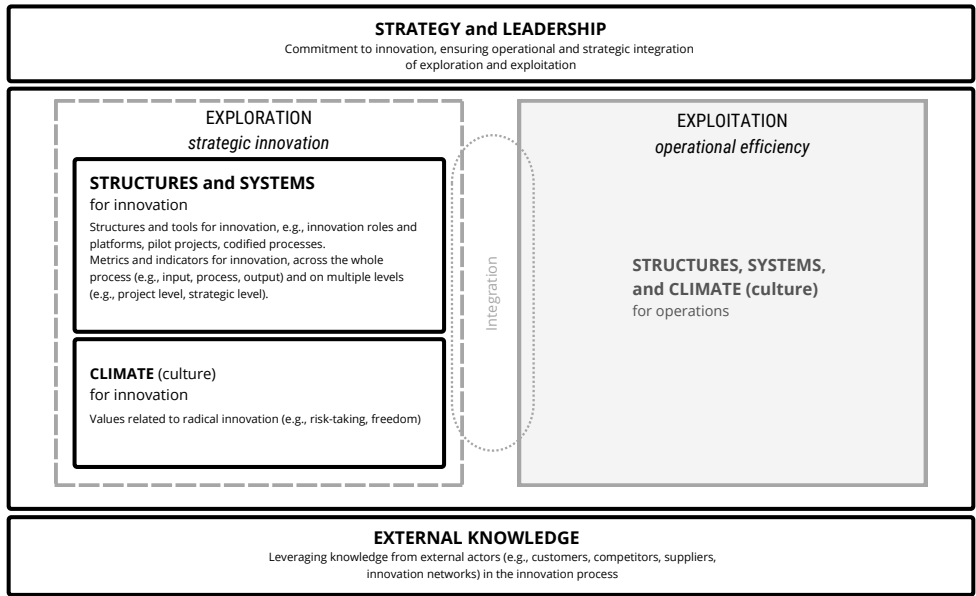 STRATEGY and LEADERSHIP
Commitment to innovation, ensuring operational and strategic integration
of exploration and exploitation
EXPLORATION
strategic innovation
STRUCTURES and SYSTEMS
for innovation
Structures and tools for innovation, e.g., innovation roles and
platforms, pilot projects, codified processes.
Metrics and indicators for innovation, across the whole
process (e.g., input, process, output) and on multiple levels
(e.g., project level, strategic level).
CLIMATE (culture)
for innovation
Values related to radical innovation (e.g., risk-taking, freedom)
Integration
EXPLOITATION
operational efficiency
STRUCTURES, SYSTEMS,
and CLIMATE (culture)
for operations
EXTERNAL KNOWLEDGE
Leveraging knowledge from external actors (e.g., customers, competitors, suppliers,
innovation networks) in the innovation process